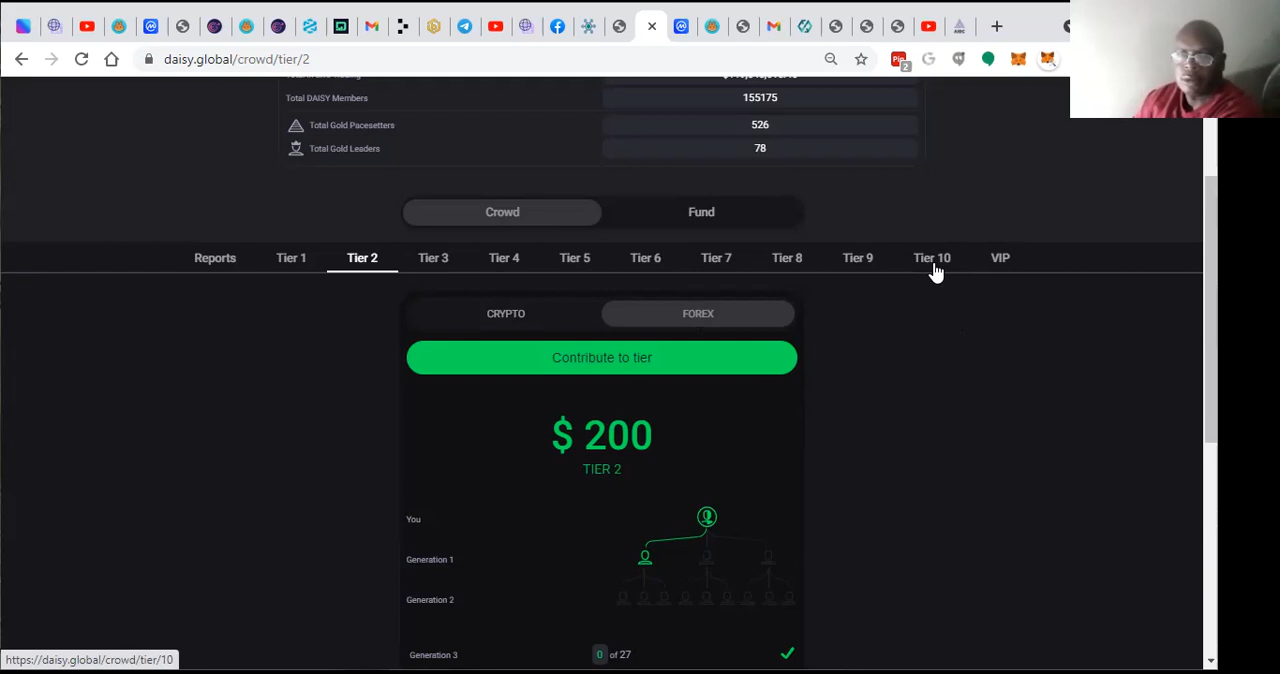 daisy.global/crowd/tier/2
2
Total DAISY Members 155175
Total Gold Pacesetters 526
Total Gold Leaders 78
Crowd Fund
Reports Tier 1 Tier 2 Tier 3 Tier 4 Tier 5 Tier 6 Tier 7 Tier 8 Tier 9 Tier 10 VIP
CRYPTO FOREX
Contribute to tier
$ 200
TIER 2
You
Generation 1
Generation 2
Generation 3 0 of 27
https://daisy.global/crowd/tier/10